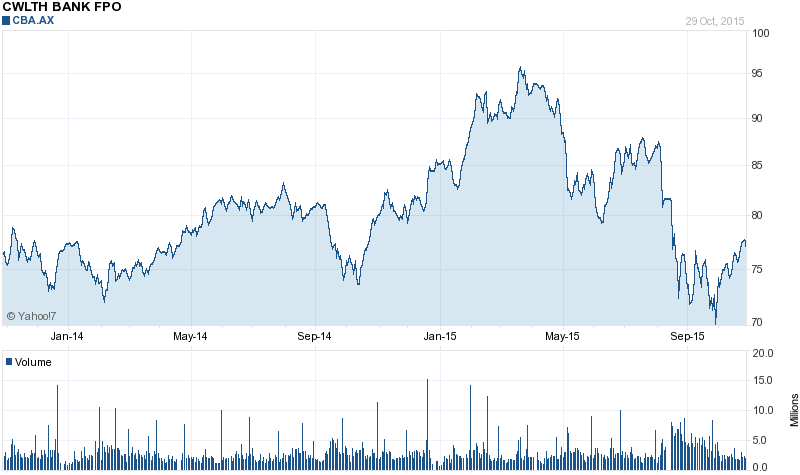 CWLTH BANK FPO
CBA.AX
29 Oct, 2015
100
95
90
85
80
75
70
© Yahoo!7
Jan-14 May-14 Sep-14 Jan-15 May-15 Sep-15
Volume
20.0
15.0
10.0
5.0
0.0
Millions